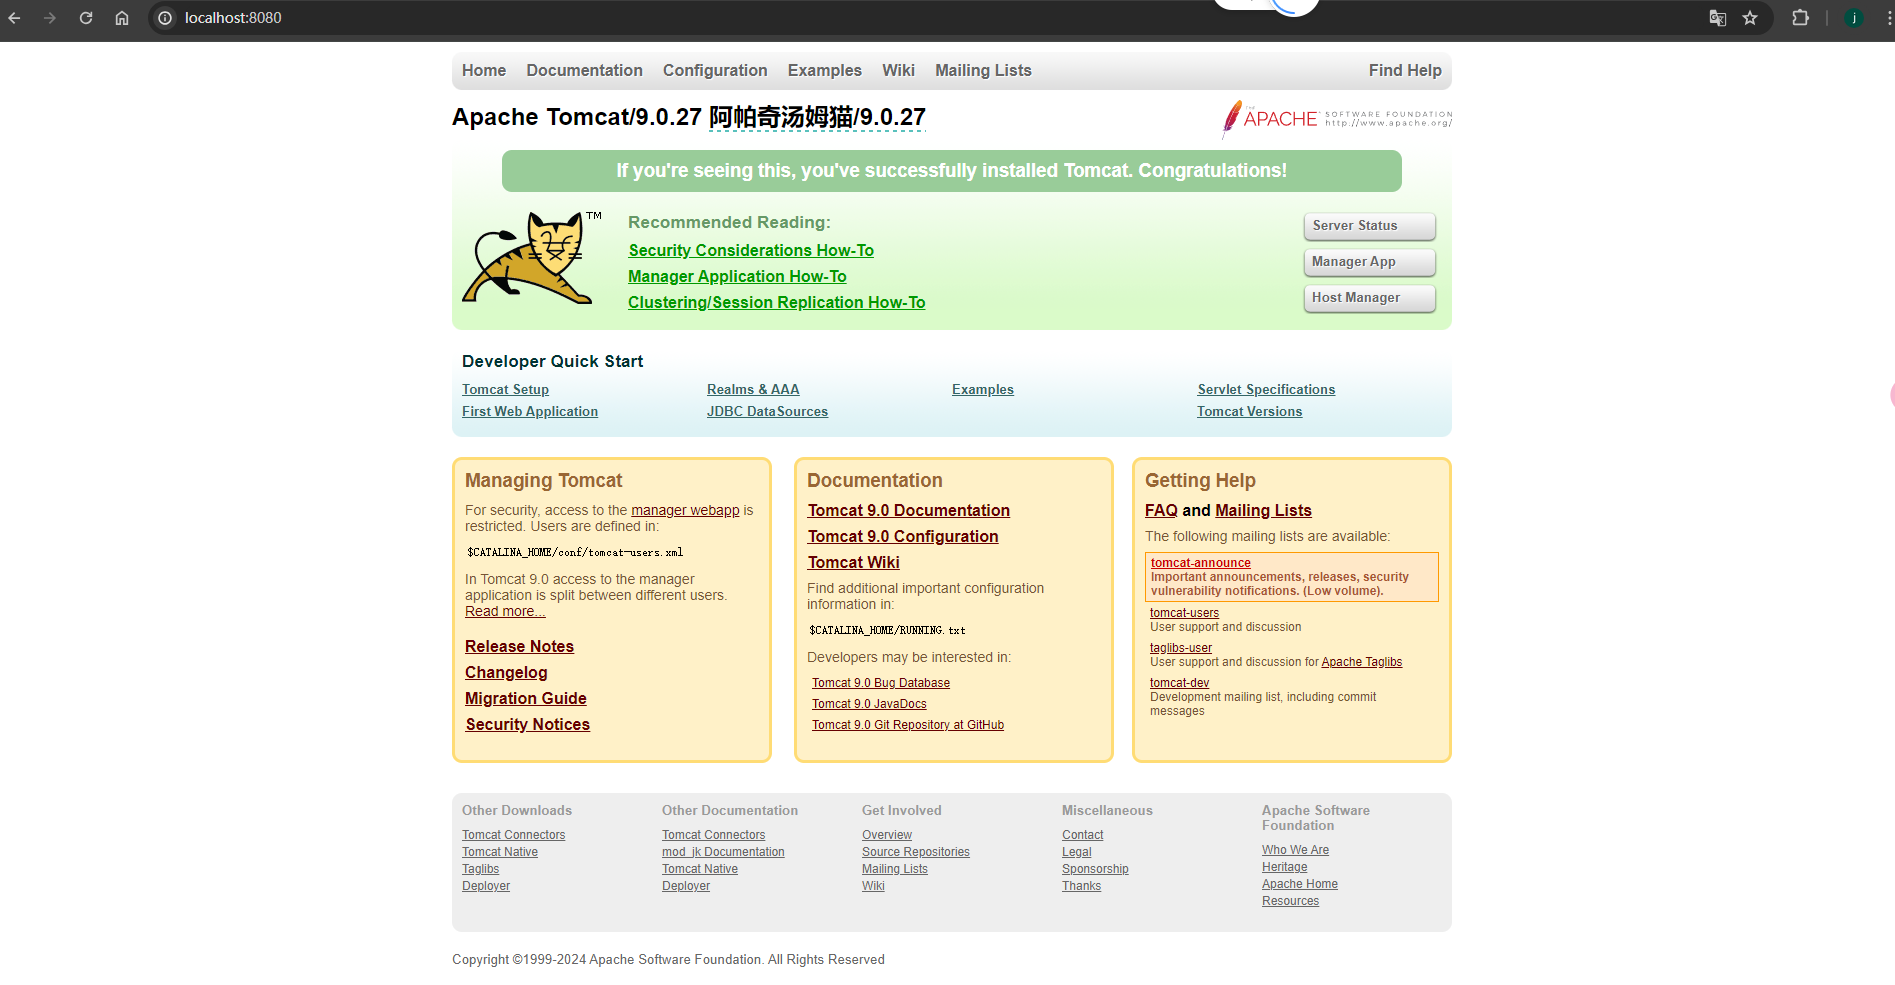 localhost:8080
j
Home Documentation Configuration Examples Wiki Mailing Lists Find Help
Apache Tomcat/9.0.27 阿帕奇汤姆猫/9.0.27
THE
APACHE SOFTWARE FOUNDATION
http://www.apache.org/
If you're seeing this, you've successfully installed Tomcat. Congratulations!
TM
Recommended Reading:
Security Considerations How-To
Manager Application How-To
Clustering/Session Replication How-To
Server Status
Manager App
Host Manager
Developer Quick Start
Tomcat Setup
First Web Application
Realms & AAA
JDBC DataSources
Examples
Servlet Specifications
Tomcat Versions
Managing Tomcat
For security, access to the manager webapp is
restricted. Users are defined in:
$CATALINA_HOME/conf/tomcat-users.xml
In Tomcat 9.0 access to the manager
application is split between different users.
Read more...
Release Notes
Changelog
Migration Guide
Security Notices
Documentation
Tomcat 9.0 Documentation
Tomcat 9.0 Configuration
Tomcat Wiki
Find additional important configuration
information in:
$CATALINA_HOME/RUNNING.txt
Developers may be interested in:
Tomcat 9.0 Bug Database
Tomcat 9.0 JavaDocs
Tomcat 9.0 Git Repository at GitHub
Getting Help
FAQ and Mailing Lists
The following mailing lists are available:
tomcat-announce
Important announcements, releases, security
vulnerability notifications. (Low volume).
tomcat-users
User support and discussion
taglibs-user
User support and discussion for Apache Taglibs
tomcat-dev
Development mailing list, including commit
messages
Other Downloads
Tomcat Connectors
Tomcat Native
Taglibs
Deployer
Other Documentation
Tomcat Connectors
mod_jk Documentation
Tomcat Native
Deployer
Get Involved
Overview
Source Repositories
Mailing Lists
Wiki
Miscellaneous
Contact
Legal
Sponsorship
Thanks
Apache Software
Foundation
Who We Are
Heritage
Apache Home
Resources
Copyright ©1999-2024 Apache Software Foundation. All Rights Reserved